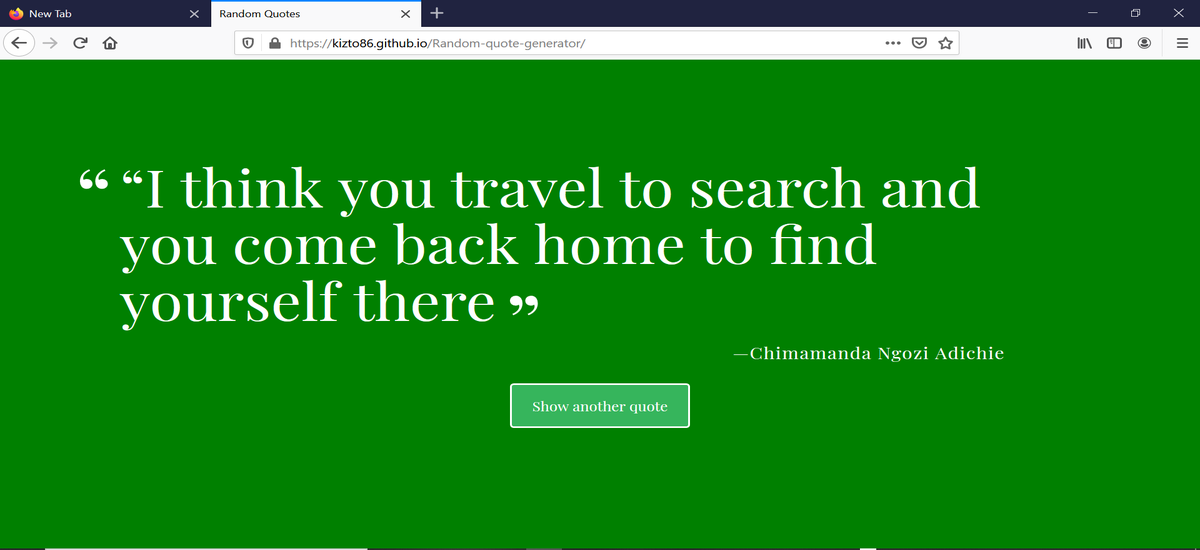 New Tab
Random Quotes
https://kizto86.github.io/Random-quote-generator/
“ “I think you travel to search and
you come back home to find
yourself there ”
—Chimamanda Ngozi Adichie
Show another quote